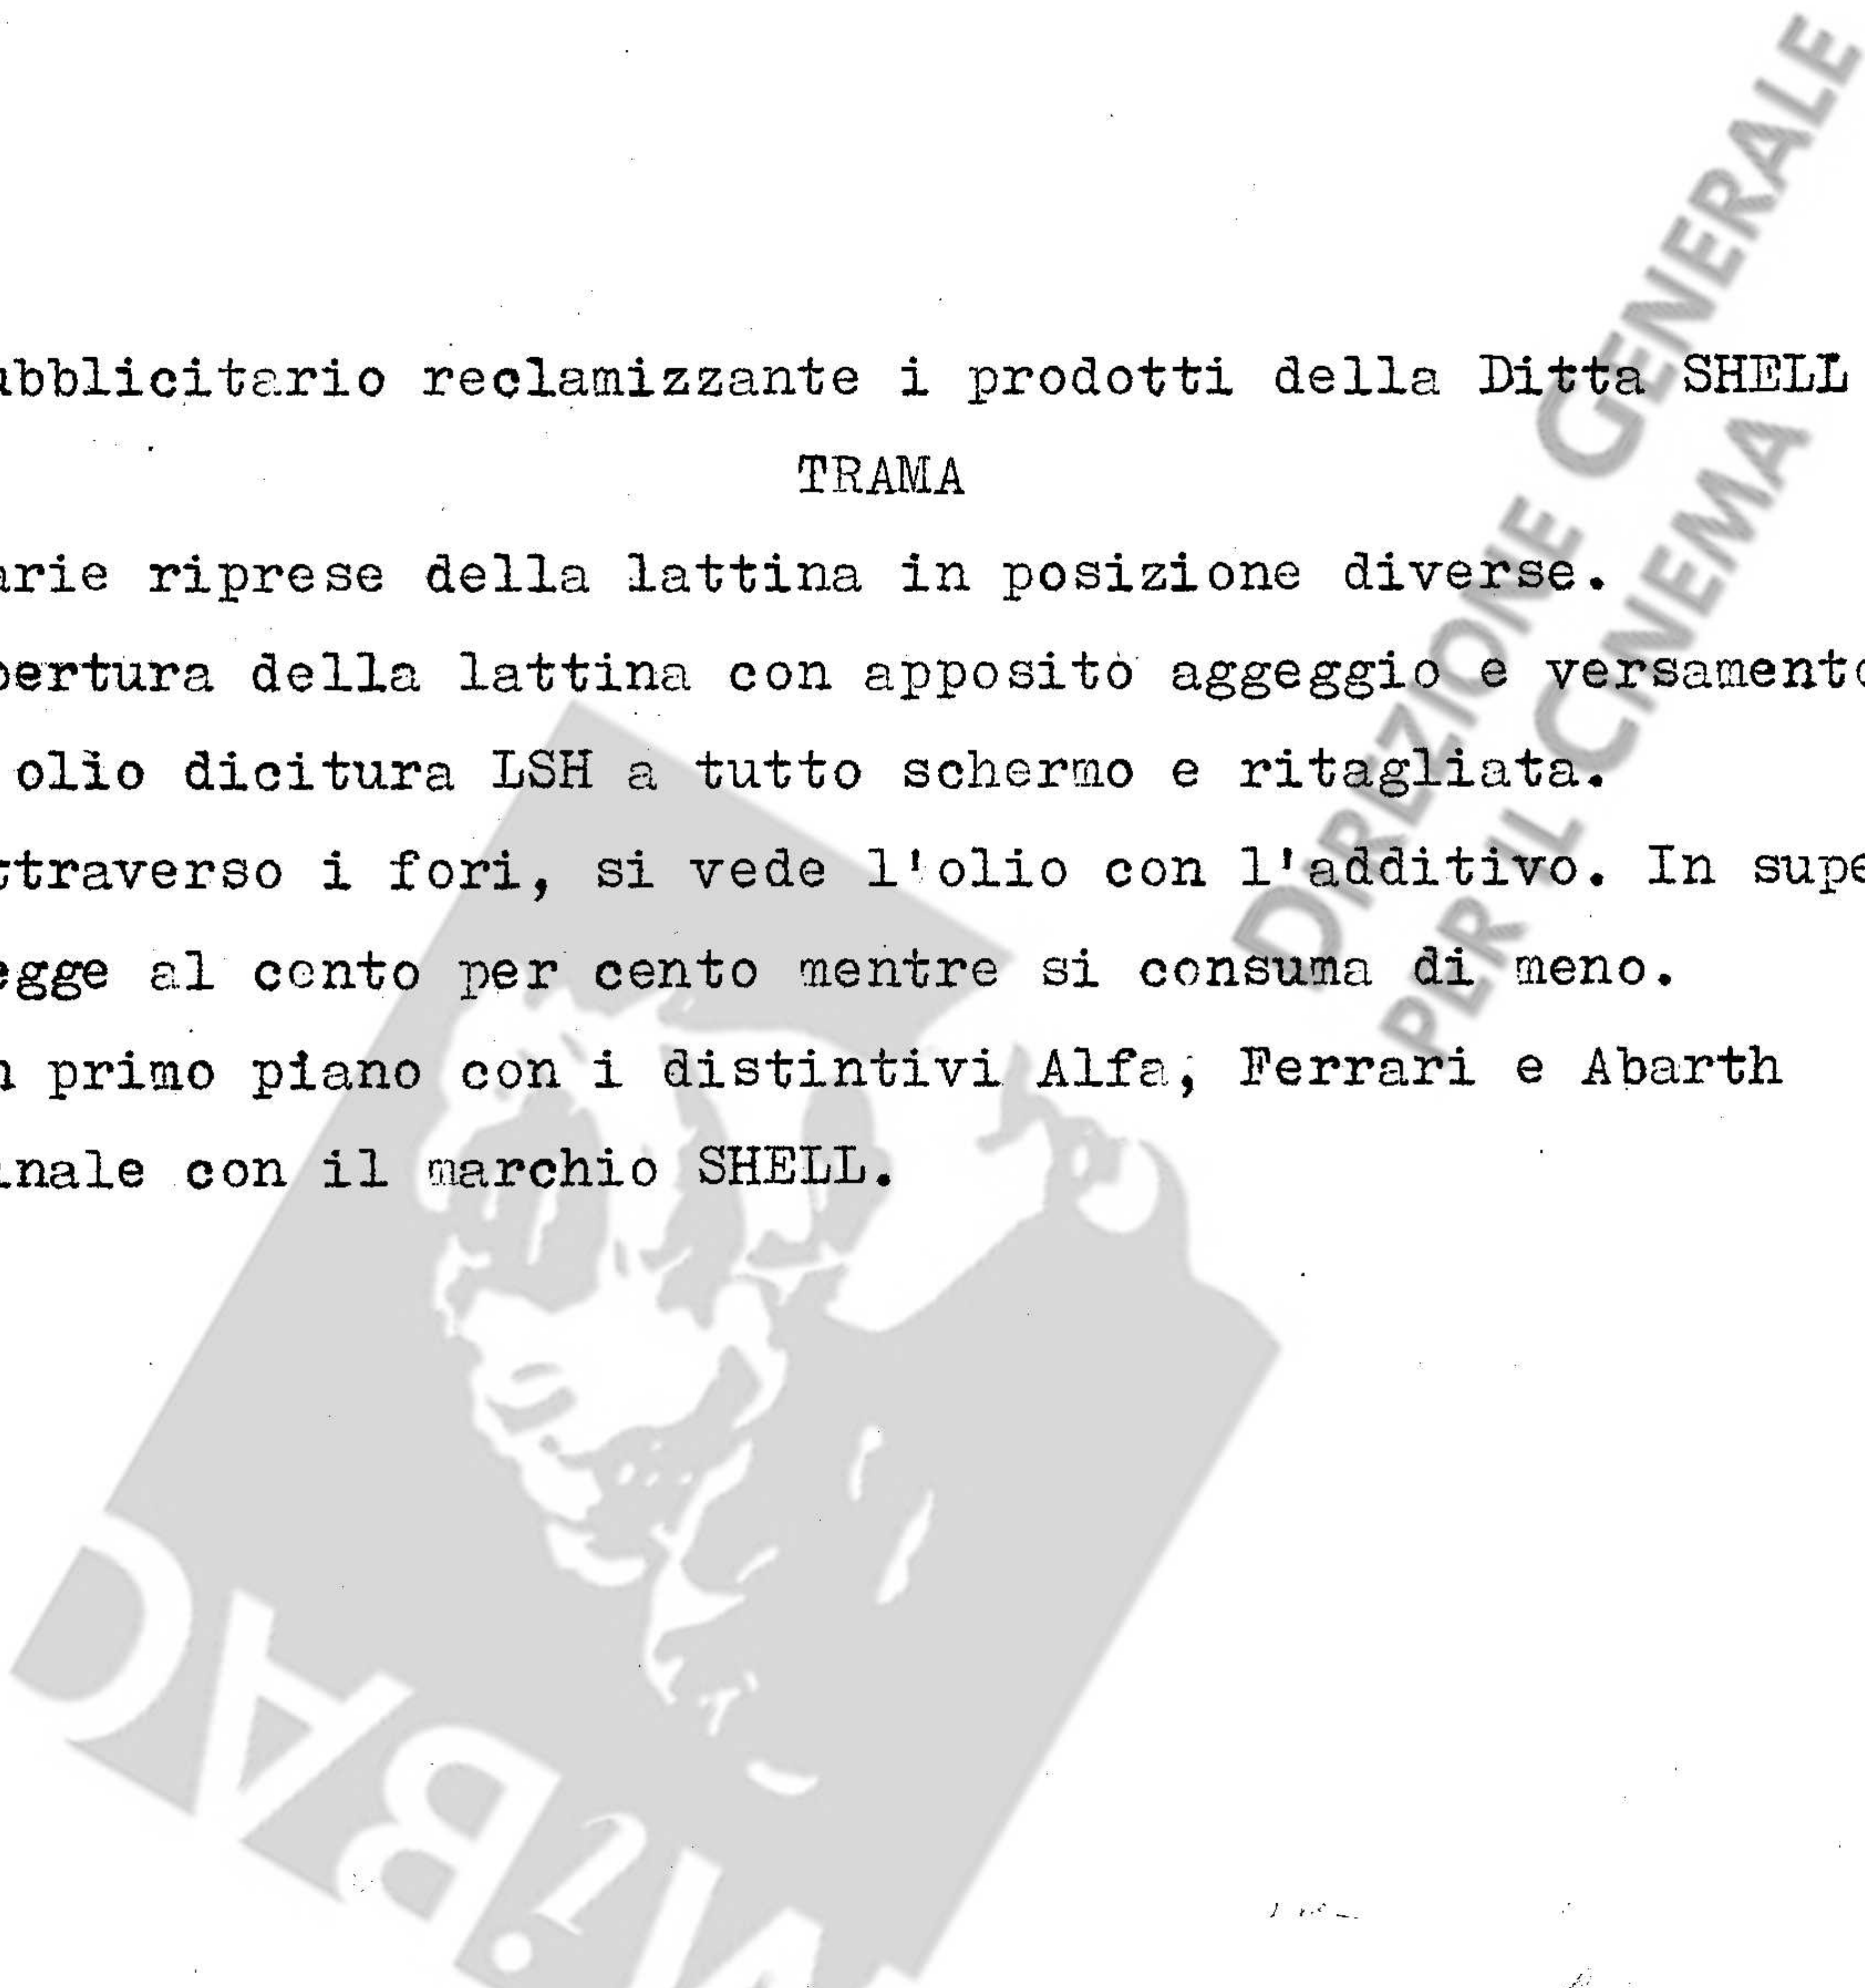 ubblicitario reclamizzante i prodotti della Ditta SHELL
TRAMA
arie riprese della lattina in posizione diverse.
pertura della lattina con apposito aggeggio e versamento
olio dicitura LSH a tutto schermo e ritagliata.
ttraverso i fori, si vede l'olio con l'additivo. In supe
egge al cento per cento mentre si consuma di meno.
n primo piano con i distintivi Alfa, Ferrari e Abarth
inale con il marchio SHELL.
DIREZIONE GENERALE
PER IL CINEMA
MiBAC